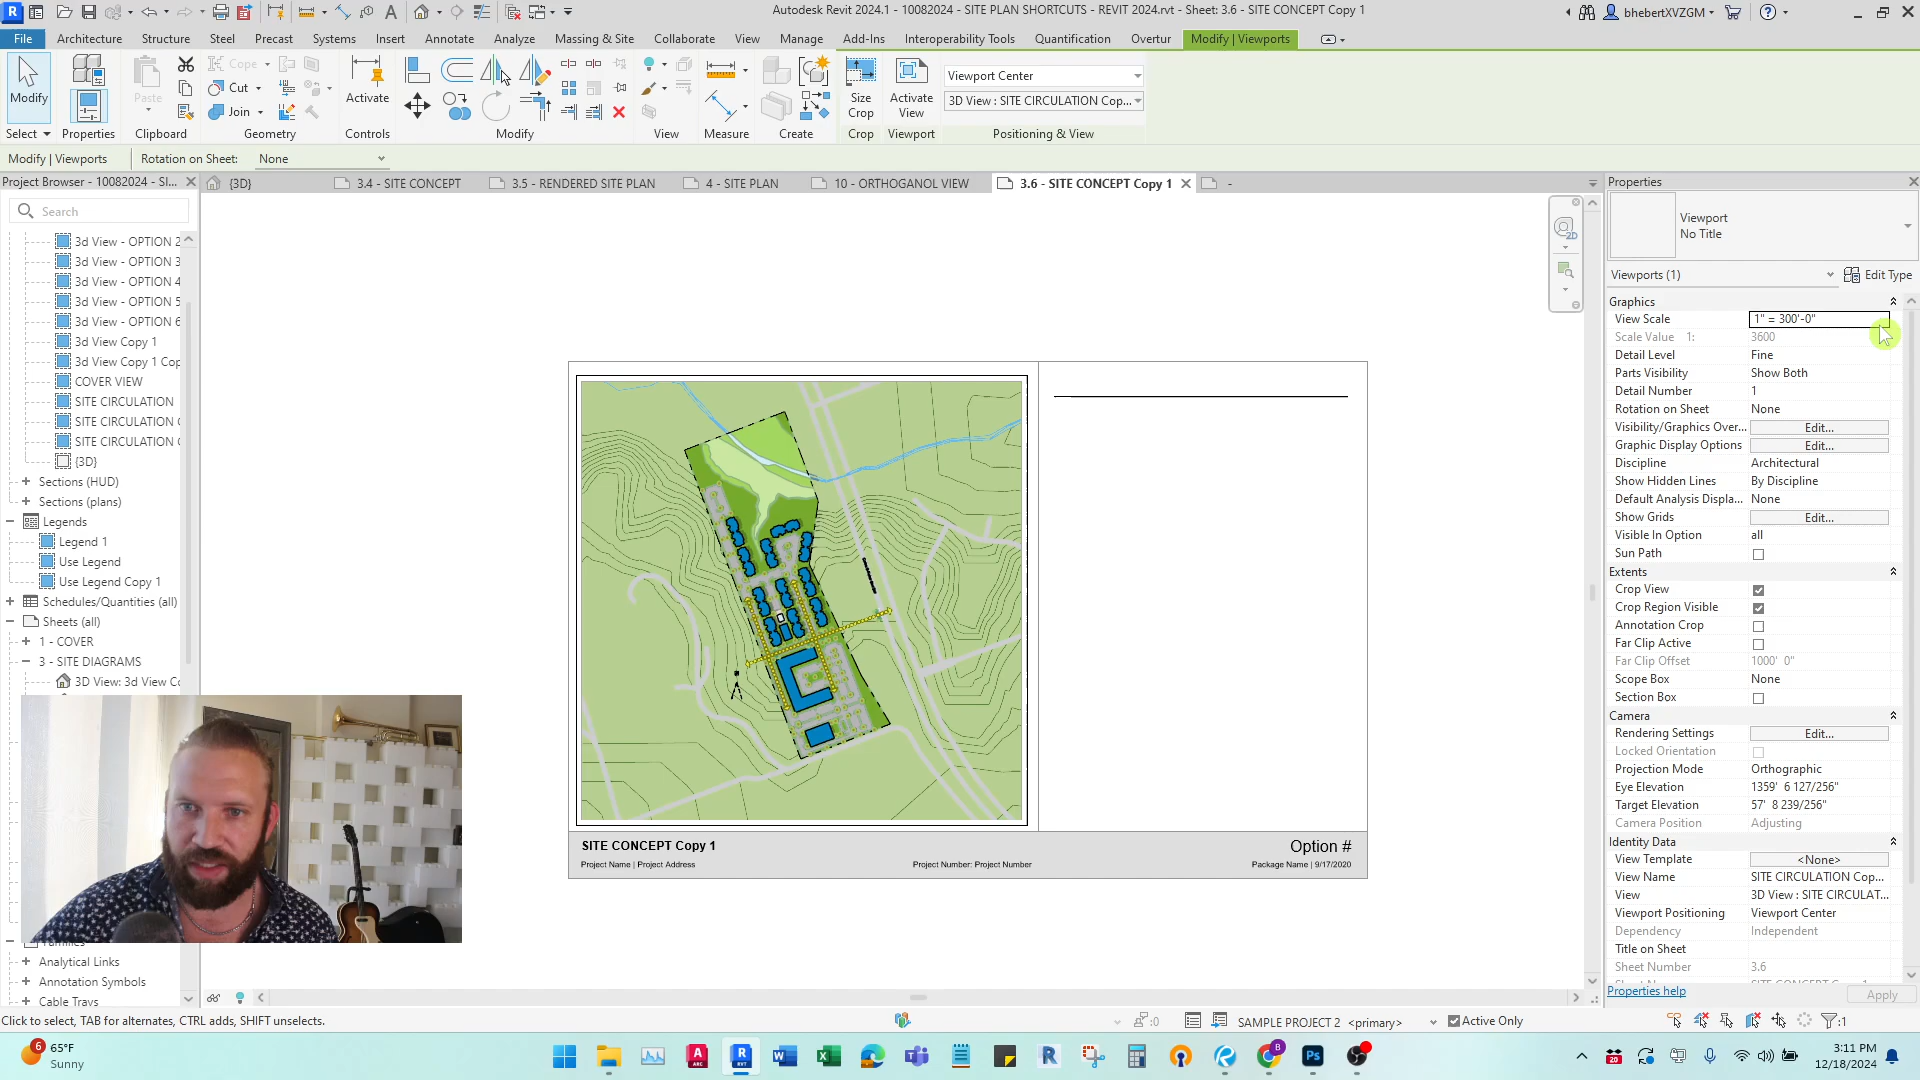 Autodesk Revit 2024.1 - 10082024 - SITE PLAN SHORTCUTS - REVIT 2024.rvt - Sheet: 3.6 - SITE CONCEPT Copy 1
bhebertXVZGM
File Architecture Structure Steel Precast Systems Insert Annotate Analyze Massing & Site Collaborate View Manage Add-Ins Interoperability Tools Quantification Overtur Modify | Viewports
Modify
Paste
Cope
Cut
Join
Activate
Size Crop
Activate View
Viewport Center
3D View : SITE CIRCULATION Cop...
Select Properties Clipboard Geometry Controls Modify View Measure Create Crop Viewport Positioning & View
Modify | Viewports Rotation on Sheet: None
Project Browser - 10082024 - SI...
{3D}
3.4 - SITE CONCEPT
3.5 - RENDERED SITE PLAN
4 - SITE PLAN
10 - ORTHOGANOL VIEW
3.6 - SITE CONCEPT Copy 1
-
Search
3d View - OPTION 2
3d View - OPTION 3
3d View - OPTION 4
3d View - OPTION 5
3d View - OPTION 6
3d View Copy 1
3d View Copy 1 Cop
COVER VIEW
SITE CIRCULATION
SITE CIRCULATION C
SITE CIRCULATION C
{3D}
Sections (HUD)
Sections (plans)
Legends
Legend 1
Use Legend
Use Legend Copy 1
Schedules/Quantities (all)
Sheets (all)
1 - COVER
3 - SITE DIAGRAMS
3D View: 3d View Co
Families
Analytical Links
Annotation Symbols
Cable Trays
SITE CONCEPT Copy 1
Option #
Project Name | Project Address
Project Number: Project Number
Package Name | 9/17/2020
2D
Properties
Viewport
No Title
Viewports (1)
Edit Type
Graphics
View Scale 1" = 300'-0"
Scale Value 1: 3600
Detail Level Fine
Parts Visibility Show Both
Detail Number 1
Rotation on Sheet None
Visibility/Graphics Over... Edit...
Graphic Display Options Edit...
Discipline Architectural
Show Hidden Lines By Discipline
Default Analysis Displa... None
Show Grids Edit...
Visible In Option all
Sun Path
Extents
Crop View
Crop Region Visible
Annotation Crop
Far Clip Active
Far Clip Offset 1000' 0"
Scope Box None
Section Box
Camera
Rendering Settings Edit...
Locked Orientation
Projection Mode Orthographic
Eye Elevation 1359' 6 127/256"
Target Elevation 57' 8 239/256"
Camera Position Adjusting
Identity Data
View Template <None>
View Name SITE CIRCULATION Cop...
View 3D View : SITE CIRCULAT...
Viewport Positioning Viewport Center
Dependency Independent
Title on Sheet
Sheet Number 3.6
Properties help
Apply
Click to select, TAB for alternates, CTRL adds, SHIFT unselects.
:0
SAMPLE PROJECT 2 <primary>
Active Only
:1
6
65°F
Sunny
3:11 PM
12/18/2024